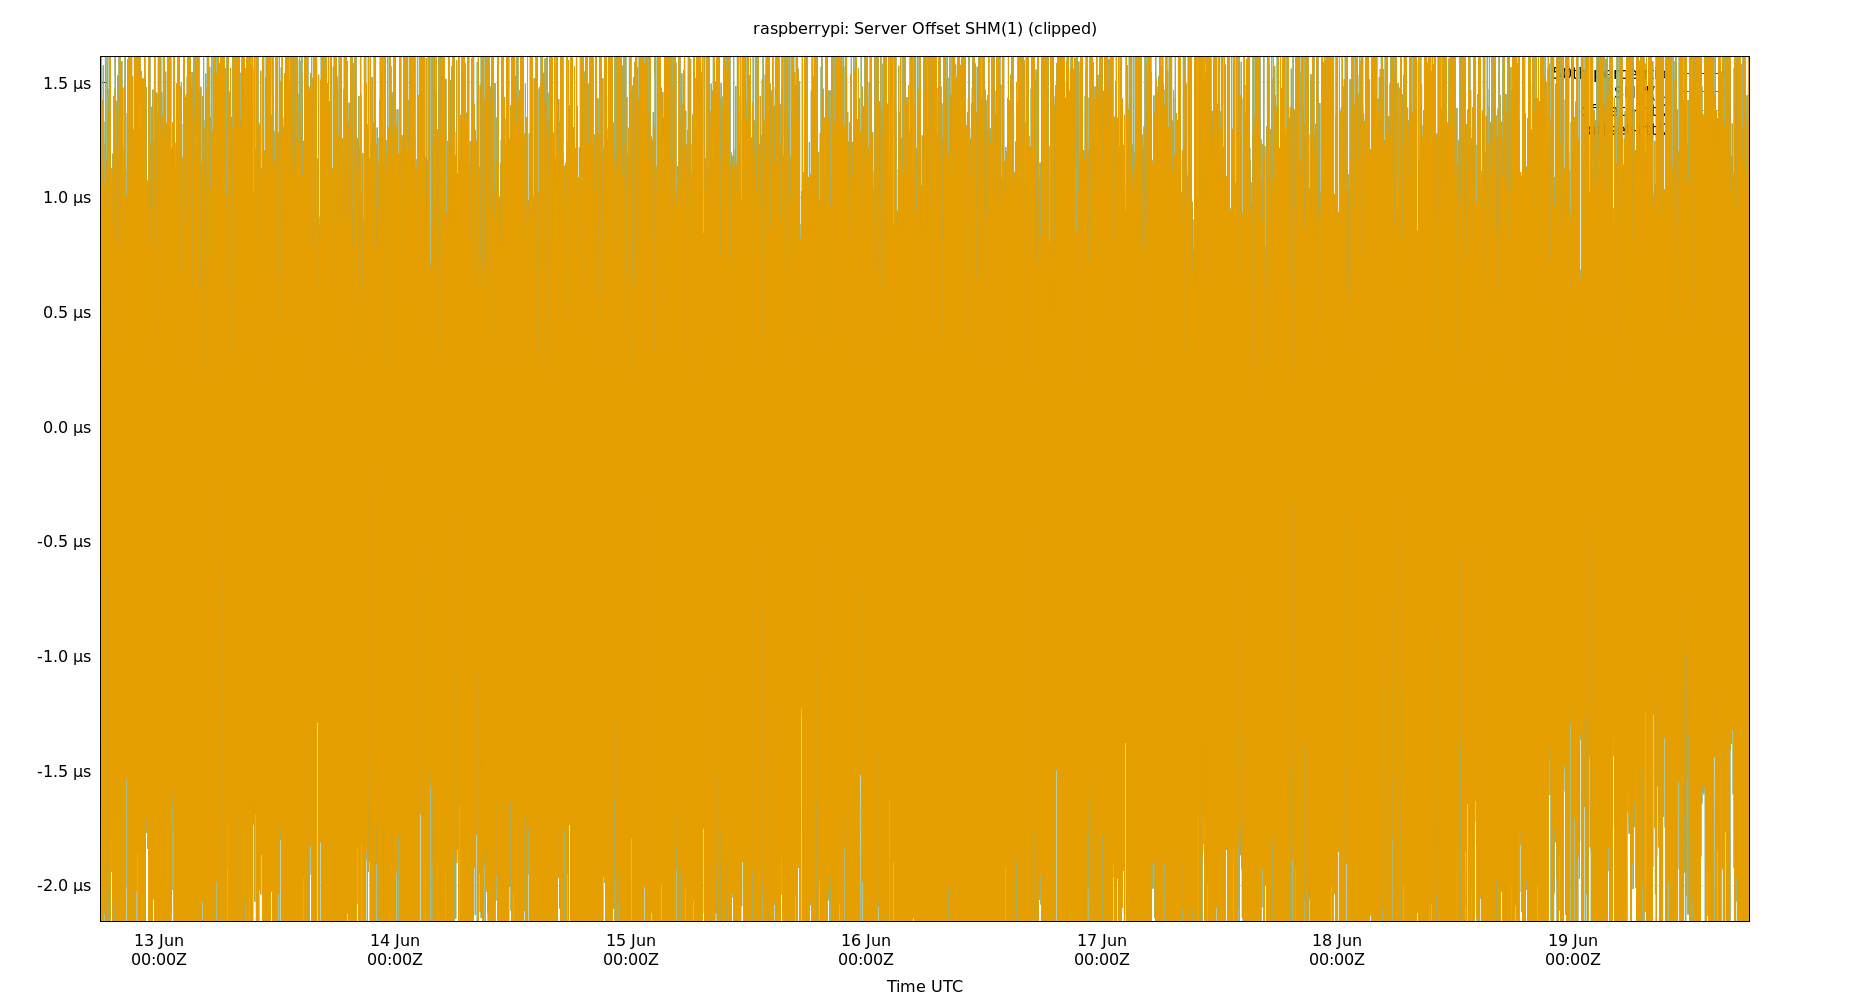 raspberrypi: Server Offset SHM(1) (clipped)
1.5 µs
1.0 µs
0.5 µs
0.0 µs
-0.5 µs
-1.0 µs
-1.5 µs
-2.0 µs
13 Jun
00:00Z
14 Jun
00:00Z
15 Jun
00:00Z
16 Jun
00:00Z
17 Jun
00:00Z
18 Jun
00:00Z
19 Jun
00:00Z
Time UTC